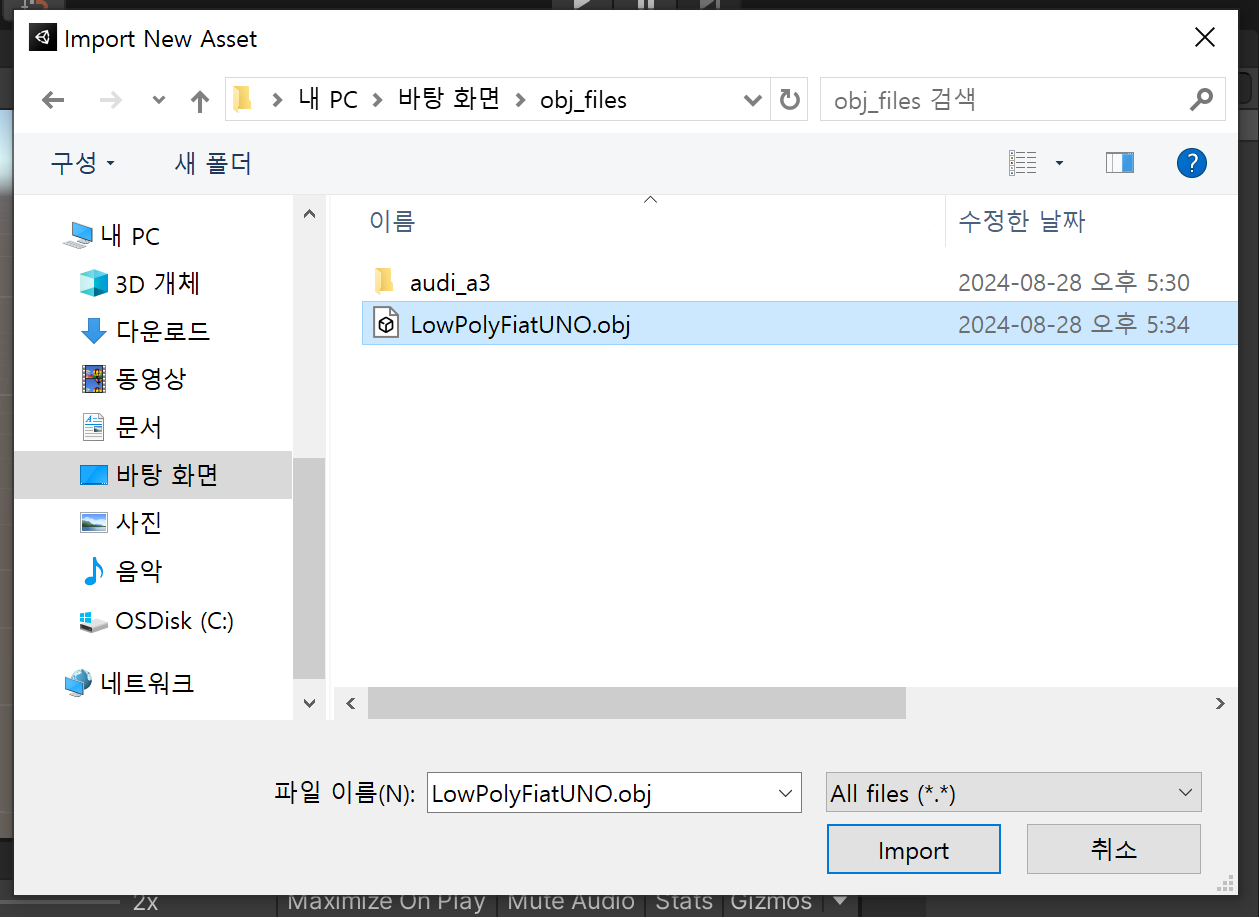 Import New Asset
내 PC 바탕 화면 obj_files
obj_files 검색
구성 새 폴더
?
이름 수정한 날짜
내 PC
3D 개체
다운로드
동영상
문서
바탕 화면
사진
음악
OSDisk (C:)
네트워크
audi_a3 2024-08-28 오후 5:30
LowPolyFiatUNO.obj 2024-08-28 오후 5:34
파일 이름(N): LowPolyFiatUNO.obj All files (*.*)
Import 취소
2x Maximize On Play Mute Audio Stats Gizmos